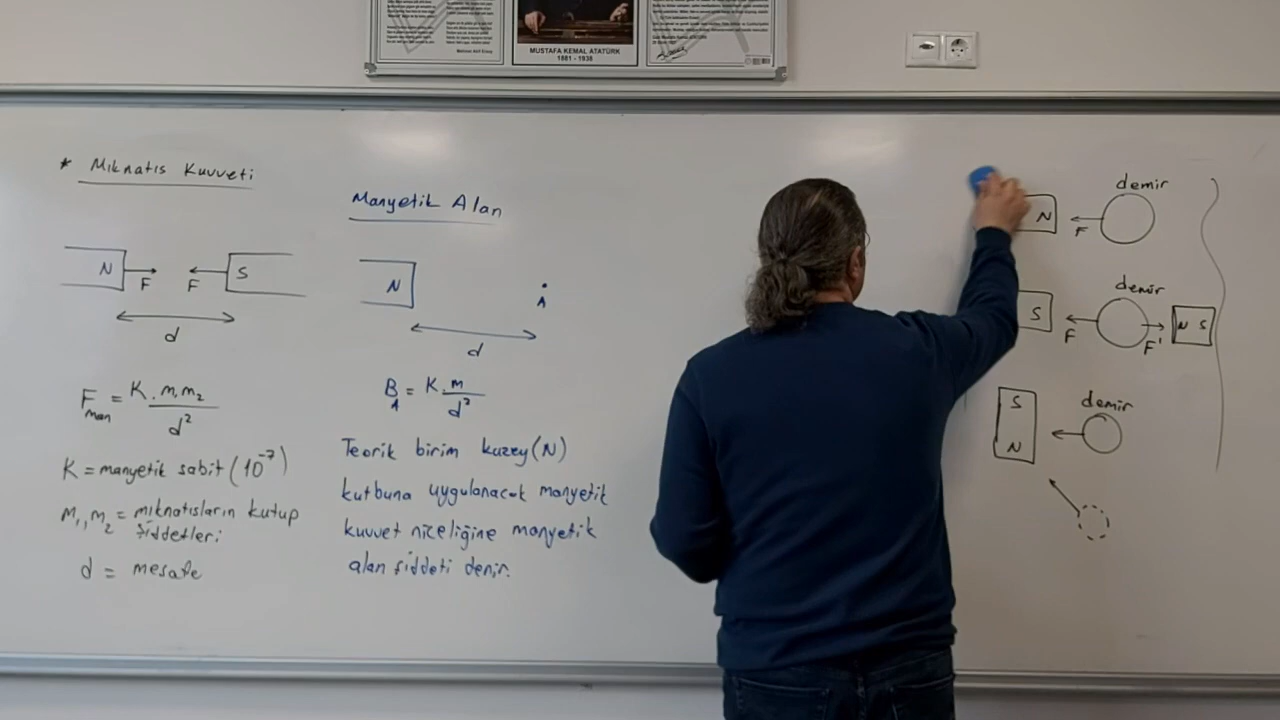 MUSTAFA KEMAL ATATÜRK
1881 - 1938
* Mıknatıs Kuvveti
N
F
F
S
d
F man = K. m1 m2 / d²
K = manyetik sabit (10⁻⁷)
m1, m2 = mıknatısların kutup
şiddetleri
d = mesafe
Manyetik Alan
N
A
d
B A = K. m / d²
Teorik birim kuzey (N)
kutbuna uygulanacak manyetik
kuvvet niceliğine manyetik
alan şiddeti denir.
demir
N
F
demir
S
F
F'
N S
S
N
demir